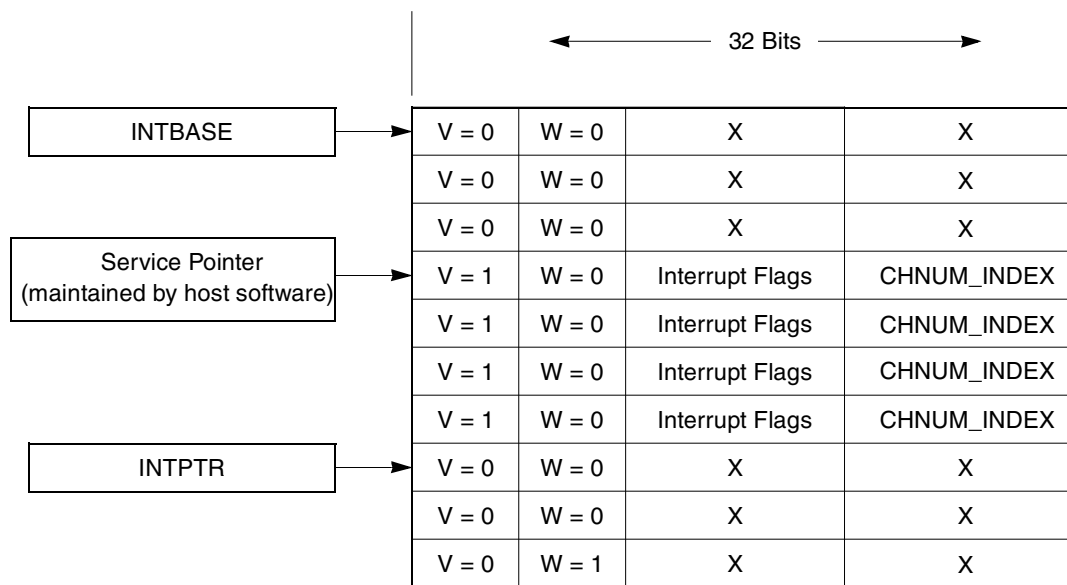 32 Bits
INTBASE
V = 0 W = 0 X X
V = 0 W = 0 X X
V = 0 W = 0 X X
Service Pointer
(maintained by host software)
V = 1 W = 0 Interrupt Flags CHNUM_INDEX
V = 1 W = 0 Interrupt Flags CHNUM_INDEX
V = 1 W = 0 Interrupt Flags CHNUM_INDEX
V = 1 W = 0 Interrupt Flags CHNUM_INDEX
INTPTR
V = 0 W = 0 X X
V = 0 W = 0 X X
V = 0 W = 1 X X